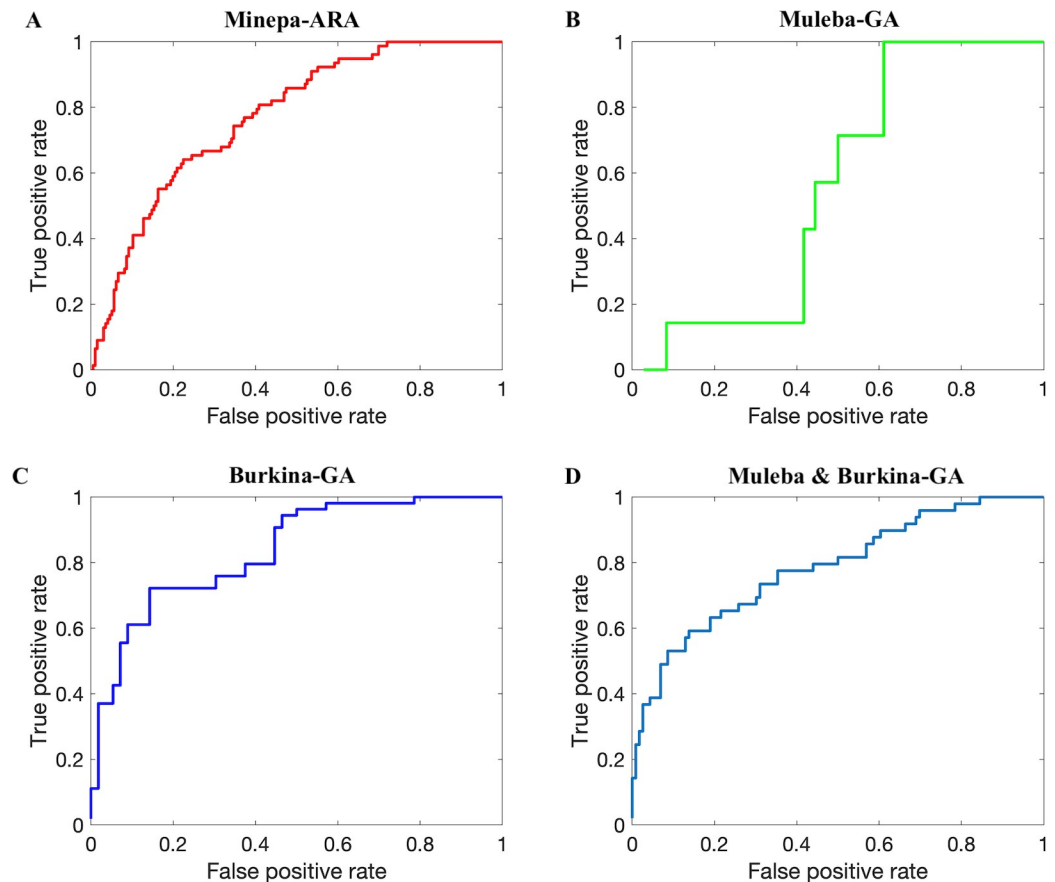 A
Minepa-ARA
1
0.8
0.6
0.4
0.2
0
True positive rate
0 0.2 0.4 0.6 0.8 1
False positive rate
B
Muleba-GA
1
0.8
0.6
0.4
0.2
0
True positive rate
0 0.2 0.4 0.6 0.8 1
False positive rate
C
Burkina-GA
1
0.8
0.6
0.4
0.2
0
True positive rate
0 0.2 0.4 0.6 0.8 1
False positive rate
D
Muleba & Burkina-GA
1
0.8
0.6
0.4
0.2
0
True positive rate
0 0.2 0.4 0.6 0.8 1
False positive rate